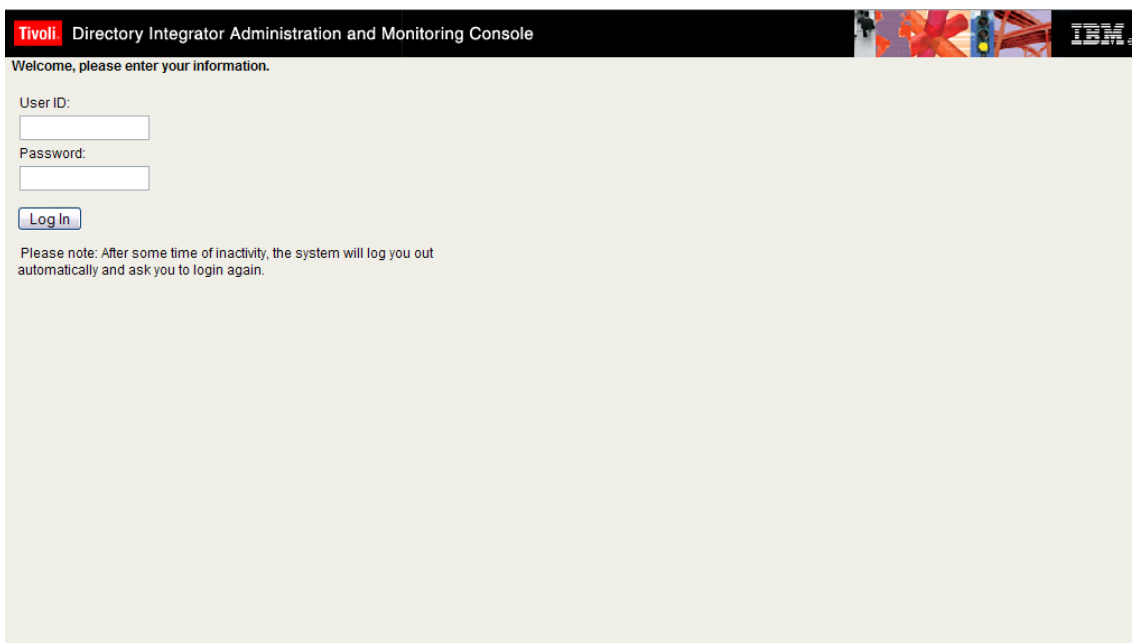 Tivoli. Directory Integrator Administration and Monitoring Console
IBM
Welcome, please enter your information.
User ID:
Password:
Log In
Please note: After some time of inactivity, the system will log you out
automatically and ask you to login again.